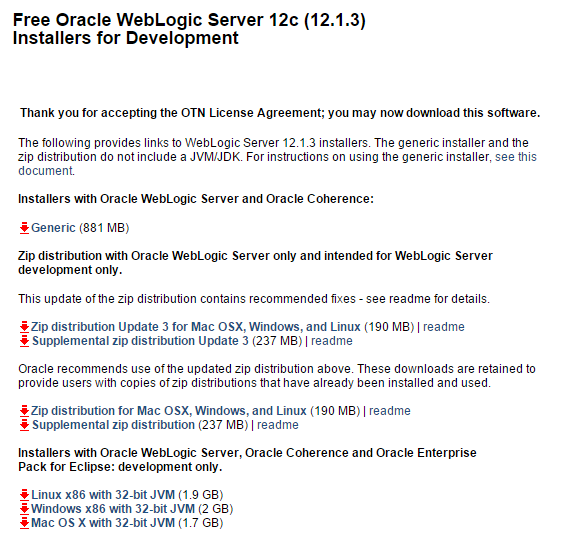 Free Oracle WebLogic Server 12c (12.1.3)
Installers for Development
Thank you for accepting the OTN License Agreement; you may now download this software.
The following provides links to WebLogic Server 12.1.3 installers. The generic installer and the
zip distribution do not include a JVM/JDK. For instructions on using the generic installer, see this
document.
Installers with Oracle WebLogic Server and Oracle Coherence:
Generic (881 MB)
Zip distribution with Oracle WebLogic Server only and intended for WebLogic Server
development only.
This update of the zip distribution contains recommended fixes - see readme for details.
Zip distribution Update 3 for Mac OSX, Windows, and Linux (190 MB) | readme
Supplemental zip distribution Update 3 (237 MB) | readme
Oracle recommends use of the updated zip distribution above. These downloads are retained to
provide users with copies of zip distributions that have already been installed and used.
Zip distribution for Mac OSX, Windows, and Linux (190 MB) | readme
Supplemental zip distribution (237 MB) | readme
Installers with Oracle WebLogic Server, Oracle Coherence and Oracle Enterprise
Pack for Eclipse: development only.
Linux x86 with 32-bit JVM (1.9 GB)
Windows x86 with 32-bit JVM (2 GB)
Mac OS X with 32-bit JVM (1.7 GB)